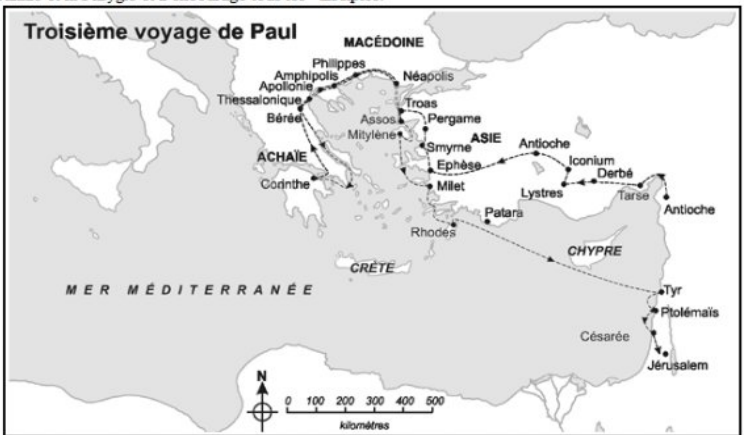 Troisième voyage de Paul
MACÉDOINE
Philippes
Amphipolis
Néapolis
Apollonie
Thessalonique
Troas
Bérée
Assos
Pergame
Mitylène
ASIE
Antioche
Smyrne
Iconium
ACHAÏE
Ephèse
Derbé
Corinthe
Milet
Lystres
Tarse
Antioche
Patara
Rhodes
CHYPRE
CRÈTE
MER MÉDITERRANÉE
Tyr
Ptolémaïs
Césarée
Jérusalem
N
0 100 200 300 400 500
kilomètres